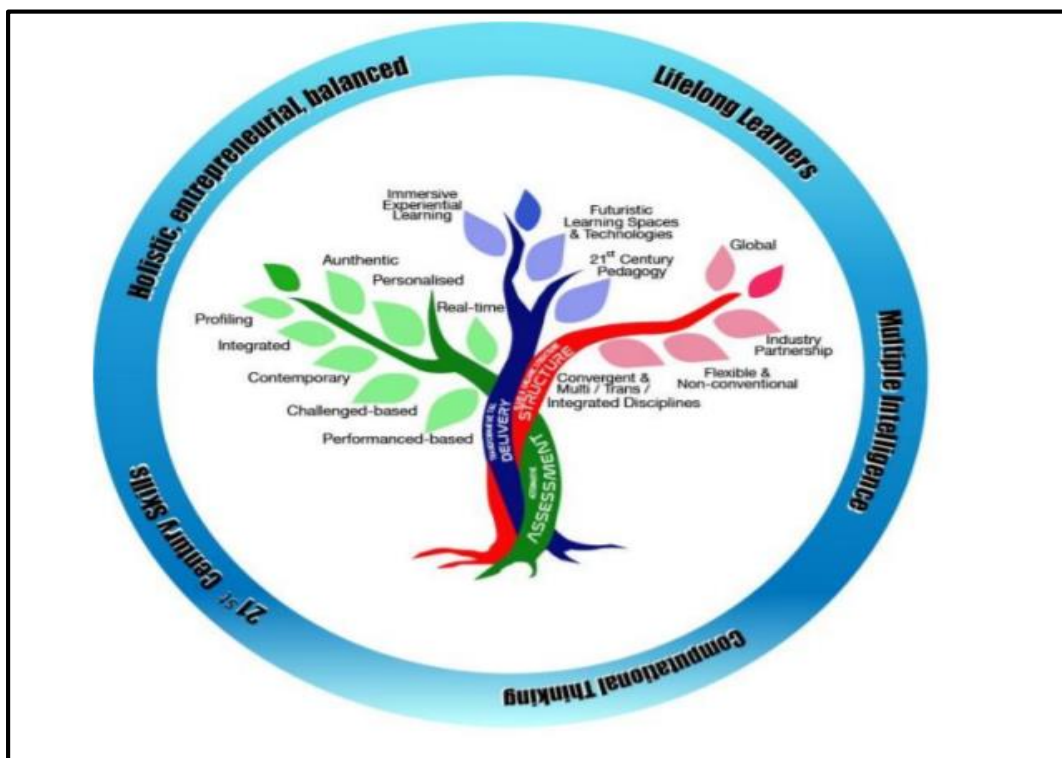 Holistic, entrepreneurial, balanced
Lifelong Learners
Multiple Intelligence
Computational Thinking
21st Century Skills
Immersive
Experiential
Learning
Futuristic
Learning Spaces
& Technologies
21st Century
Pedagogy
Global
Industry
Partnership
Flexible &
Non-conventional
Convergent &
Multi / Trans /
Integrated Disciplines
Aunthentic
Personalised
Real-time
Profiling
Integrated
Contemporary
Challenged-based
Performanced-based
DELIVERY
STRUCTURE
ASSESSMENT